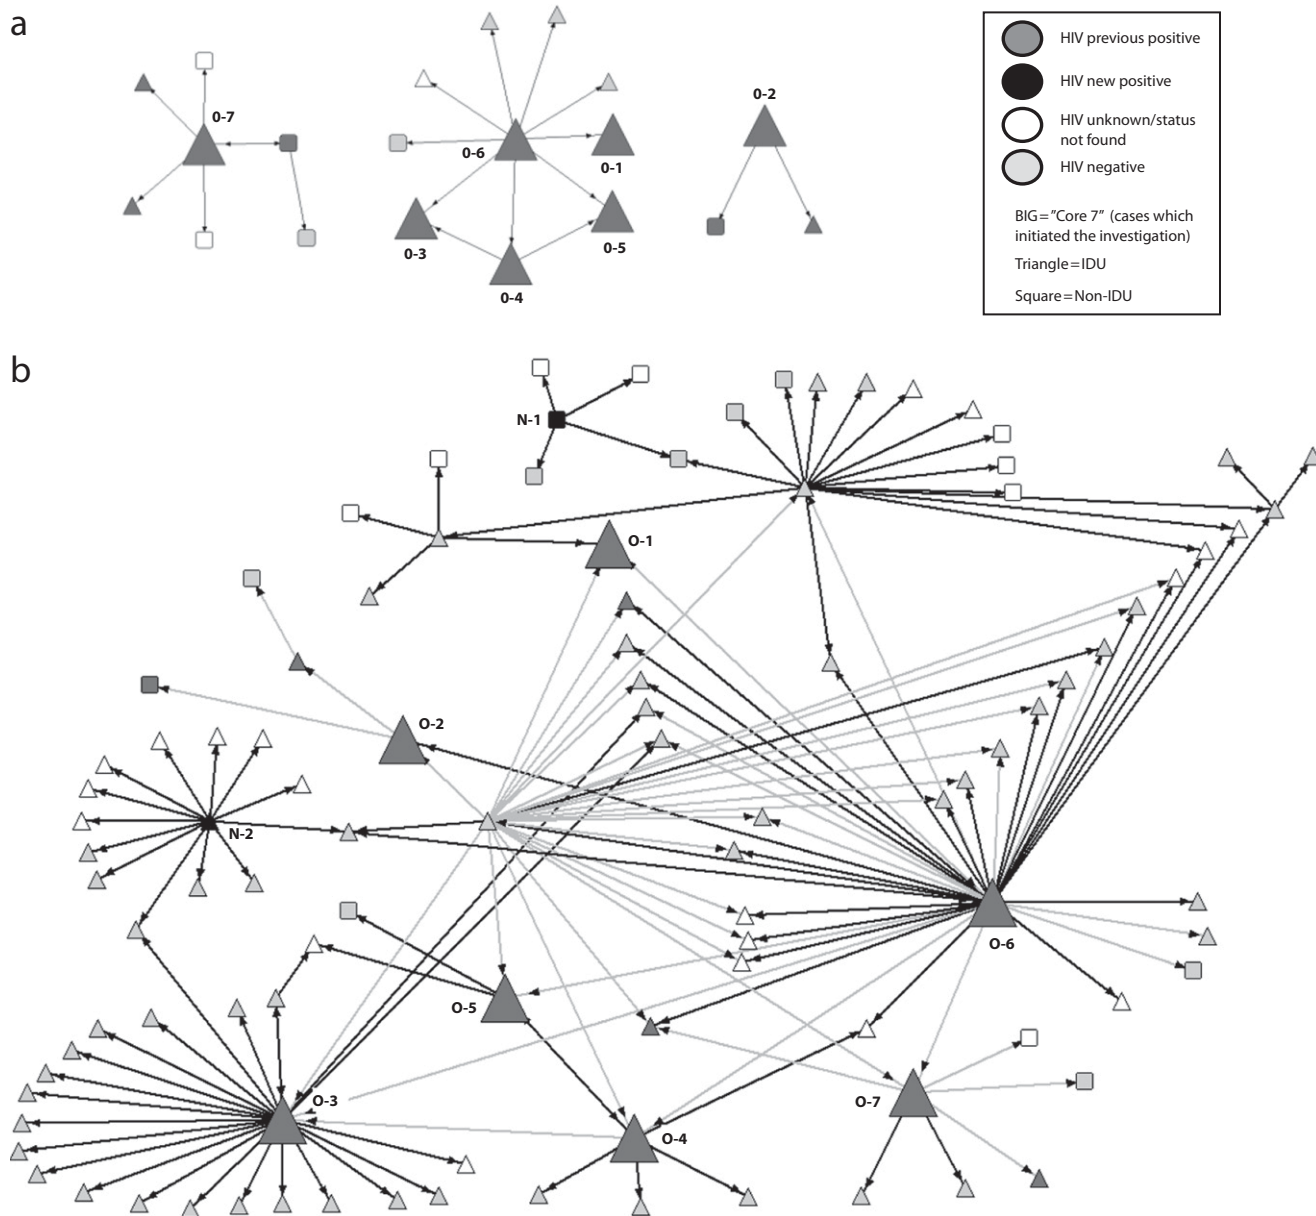 a
0-7
0-6
0-1
0-3
0-5
0-4
0-2
HIV previous positive
HIV new positive
HIV unknown/status
not found
HIV negative
BIG="Core 7" (cases which
initiated the investigation)
Triangle=IDU
Square=Non-IDU
b
N-1
O-1
O-2
N-2
O-6
O-5
O-3
O-7
O-4